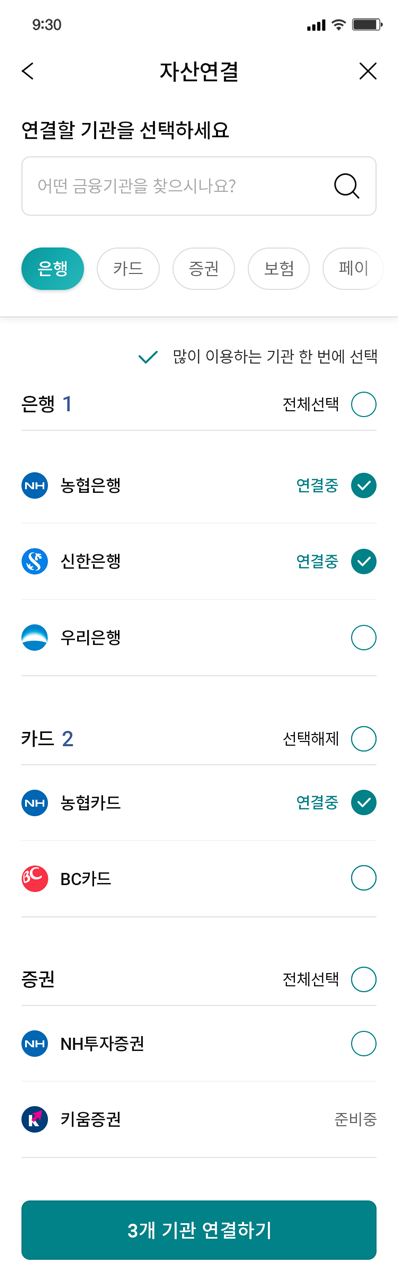 9:30
자산연결
연결할 기관을 선택하세요
어떤 금융기관을 찾으시나요?
은행 카드 증권 보험 페이
많이 이용하는 기관 한 번에 선택
은행 1 전체선택
NH 농협은행 연결중
신한은행 연결중
우리은행
카드 2 선택해제
NH 농협카드 연결중
BC BC카드
증권 전체선택
NH NH투자증권
K 키움증권 준비중
3개 기관 연결하기